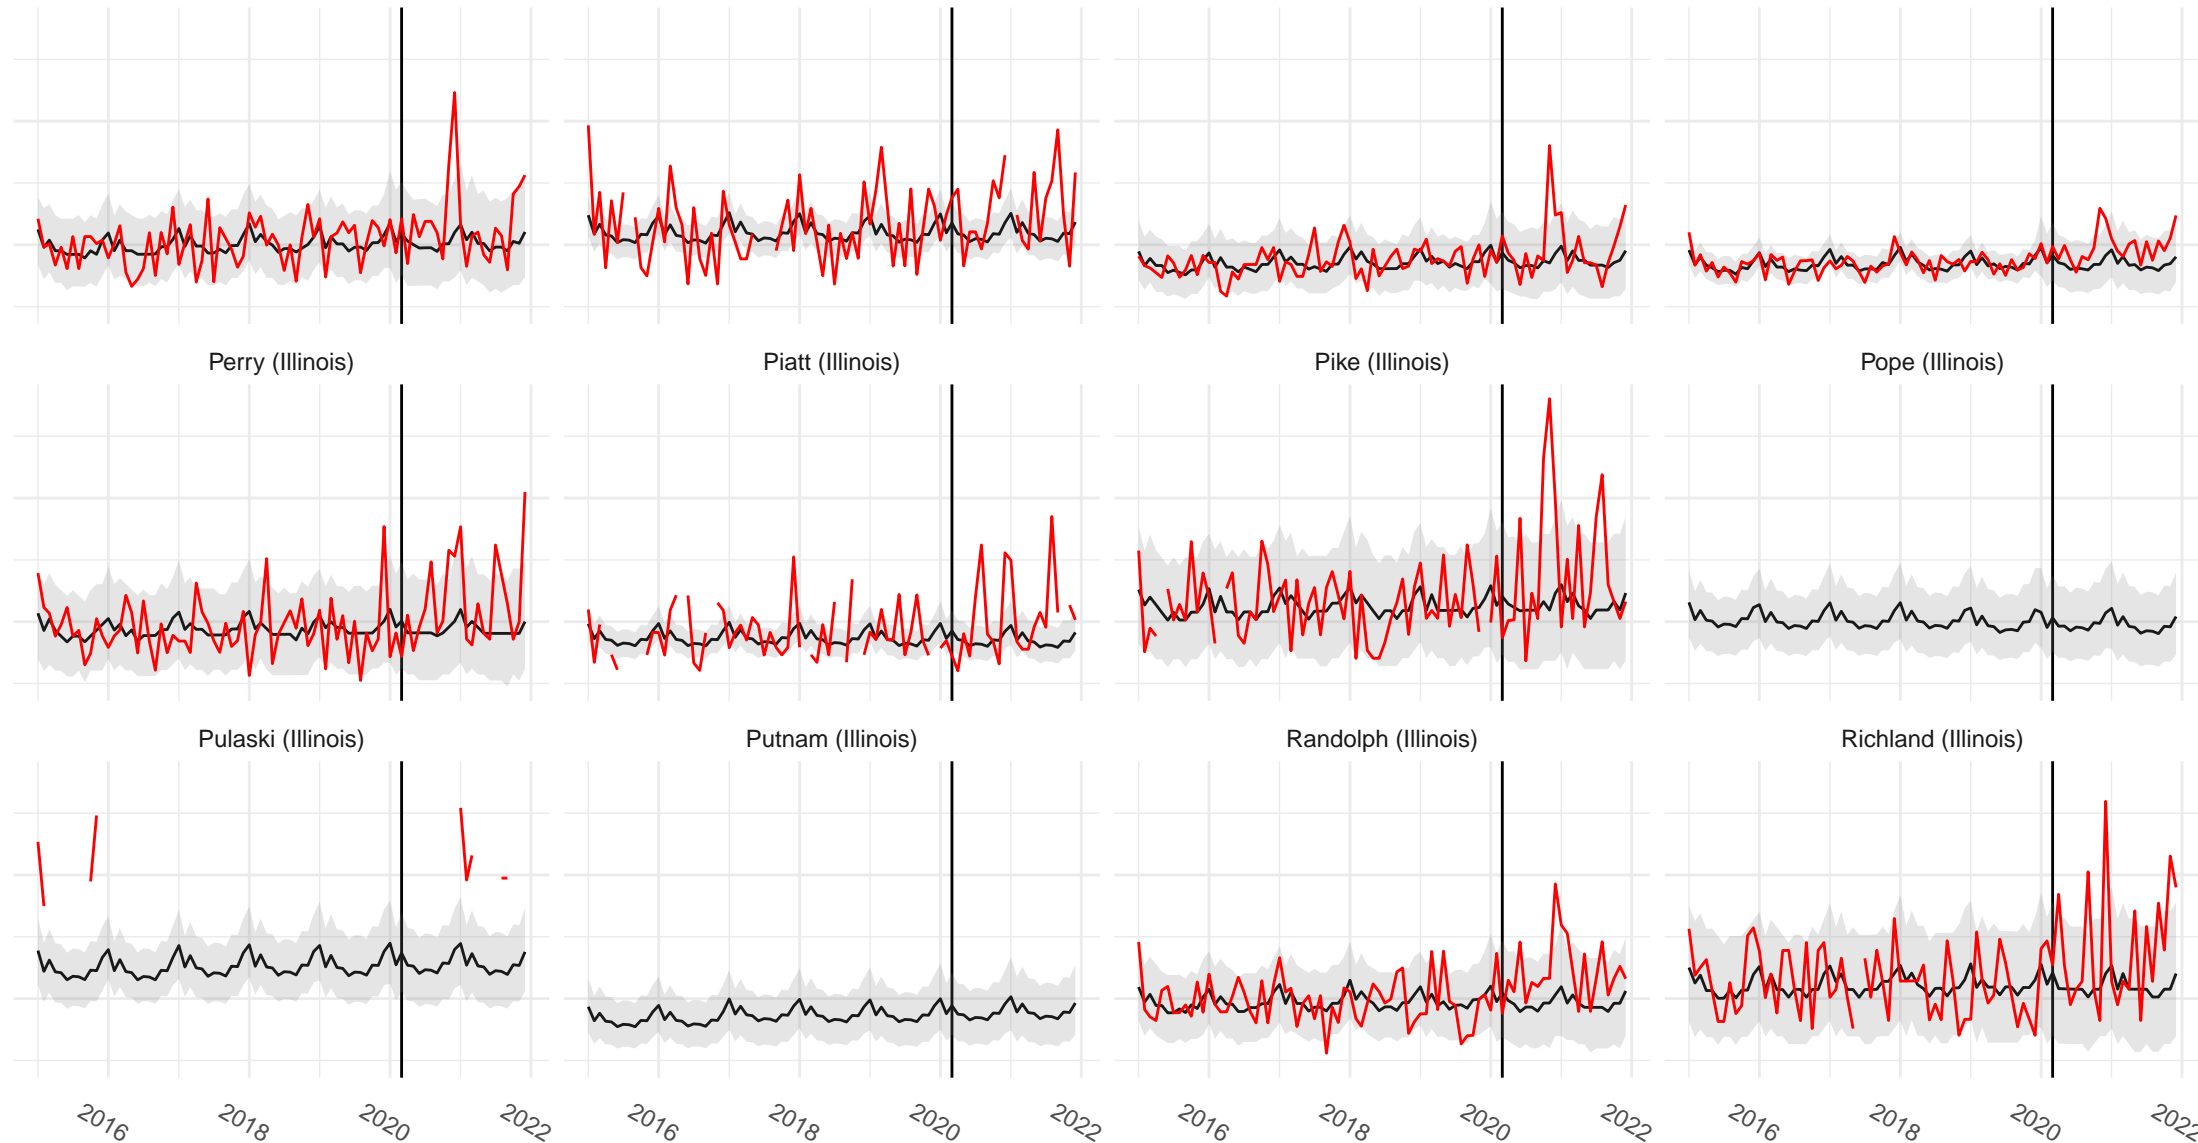 Perry (Illinois) Piatt (Illinois) Pike (Illinois) Pope (Illinois)
Pulaski (Illinois) Putnam (Illinois) Randolph (Illinois) Richland (Illinois)
2016 2018 2020 2022 2016 2018 2020 2022 2016 2018 2020 2022 2016 2018 2020 2022